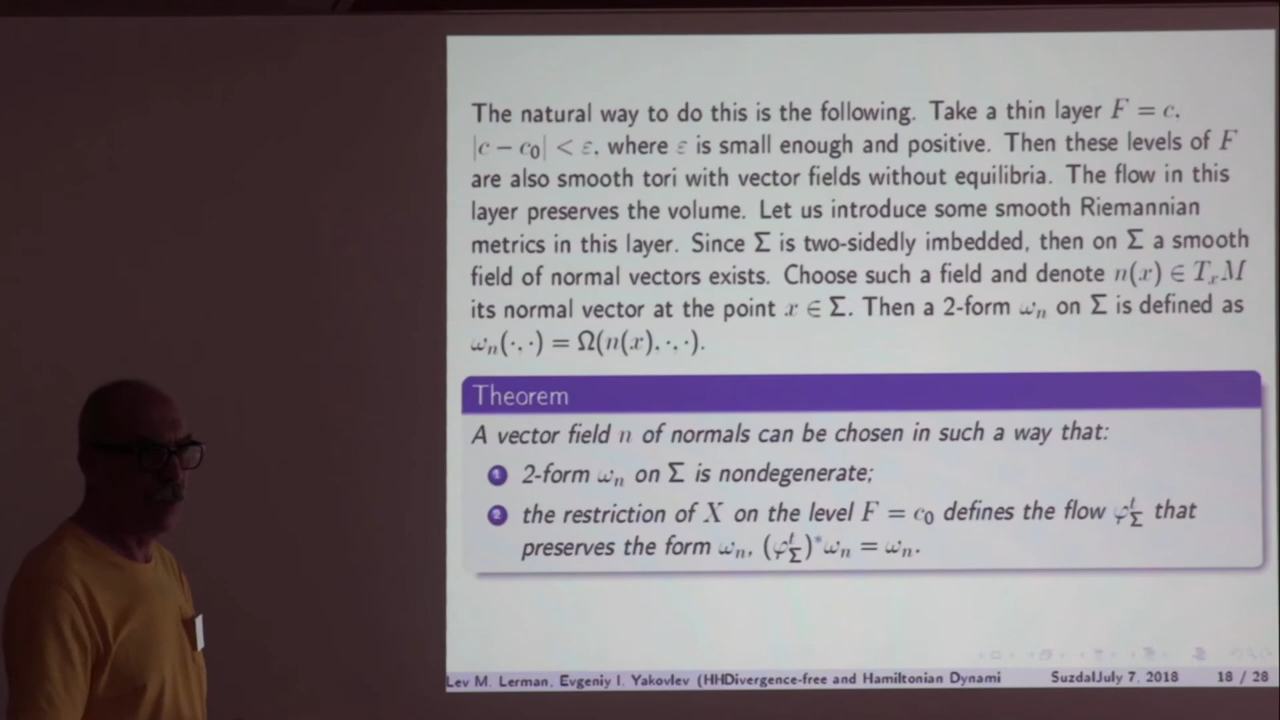 The natural way to do this is the following. Take a thin layer F = c,
|c − c₀| < ε, where ε is small enough and positive. Then these levels of F
are also smooth tori with vector fields without equilibria. The flow in this
layer preserves the volume. Let us introduce some smooth Riemannian
metrics in this layer. Since Σ is two-sidedly imbedded, then on Σ a smooth
field of normal vectors exists. Choose such a field and denote n(x) ∈ TₓM
its normal vector at the point x ∈ Σ. Then a 2-form ωₙ on Σ is defined as
ωₙ(·, ·) = Ω(n(x), ·, ·).
Theorem
A vector field n of normals can be chosen in such a way that:
1 2-form ωₙ on Σ is nondegenerate;
2 the restriction of X on the level F = c₀ defines the flow φᵗ_Σ that
preserves the form ωₙ, (φᵗ_Σ)*ωₙ = ωₙ.
Lev M. Lerman, Evgeniy I. Yakovlev (HHDivergence-free and Hamiltonian Dynami SuzdalJuly 7, 2018 18 / 28